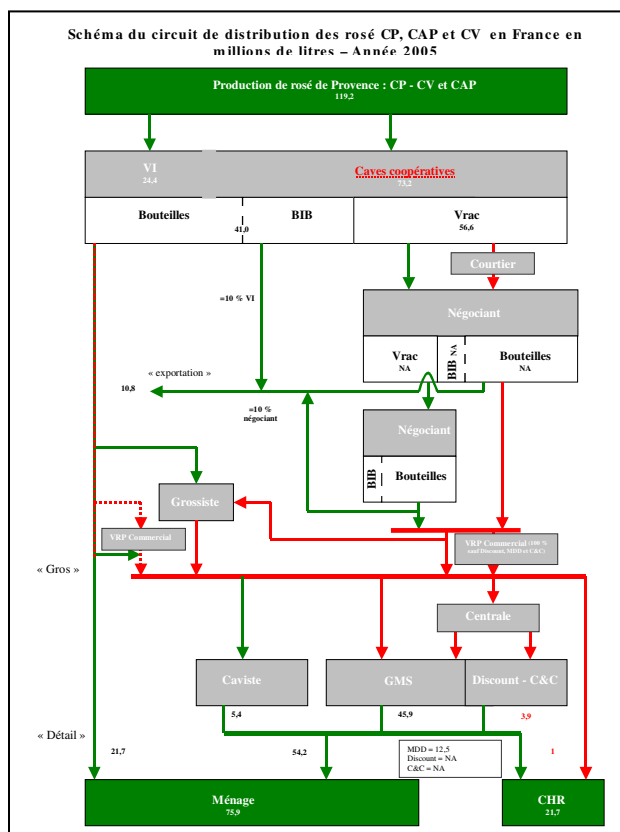 Schéma du circuit de distribution des rosé CP, CAP et CV en France en
millions de litres – Année 2005
Production de rosé de Provence : CP - CV et CAP
119,2
VI
24,4
Caves coopératives
73,2
Bouteilles
BIB
Vrac
41,0
56,6
Courtier
=10 % VI
Négociant
Vrac
NA
BIB NA
Bouteilles
NA
« exportation »
10,8
=10 %
négociant
Négociant
BIB
Bouteilles
Grossiste
VRP Commercial
VRP Commercial (100 %
sauf Discount, MDD et C&C)
« Gros »
Centrale
Caviste
GMS
Discount - C&C
5,4
45,9
3,9
« Détail »
21,7
54,2
MDD = 12,5
Discount = NA
C&C = NA
1
Ménage
75,9
CHR
21,7